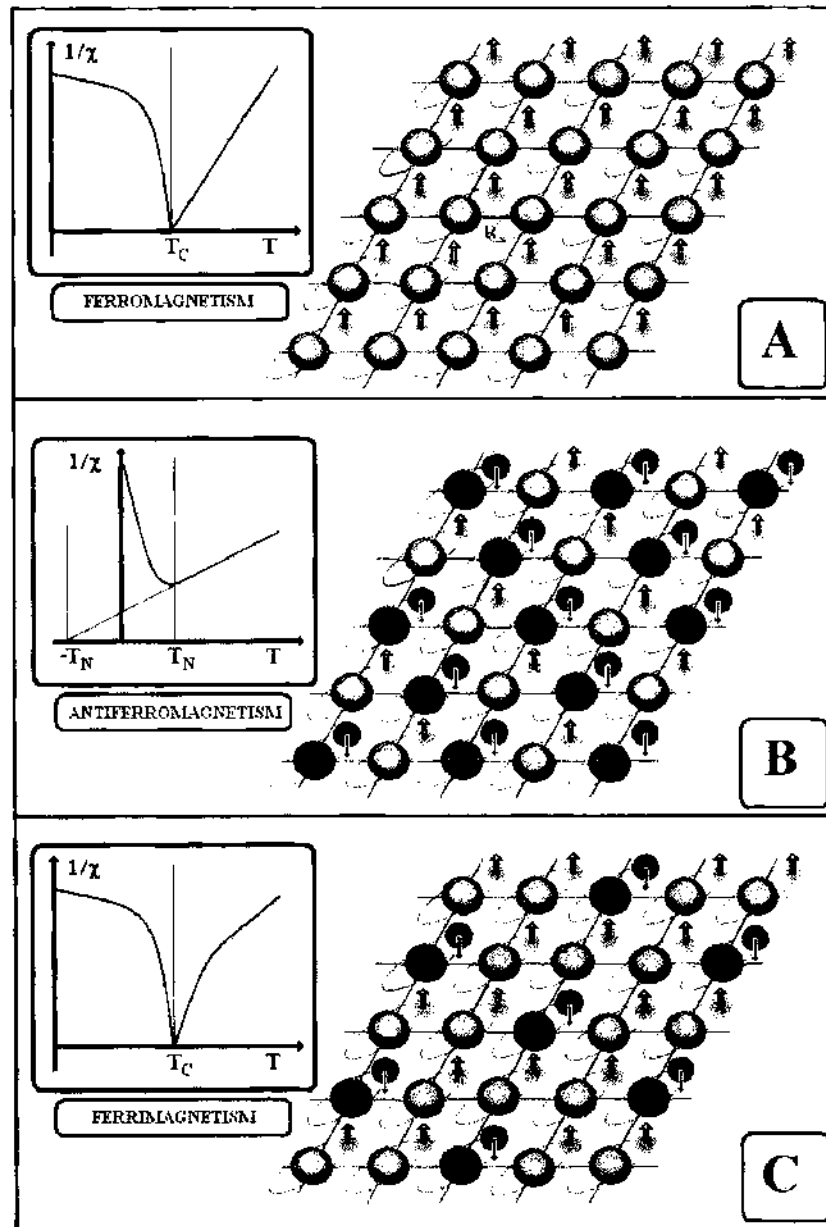 1/χ
T_C T
FERROMAGNETISM
A
1/χ
-T_N T_N T
ANTIFERROMAGNETISM
B
1/χ
T_C T
FERRIMAGNETISM
C